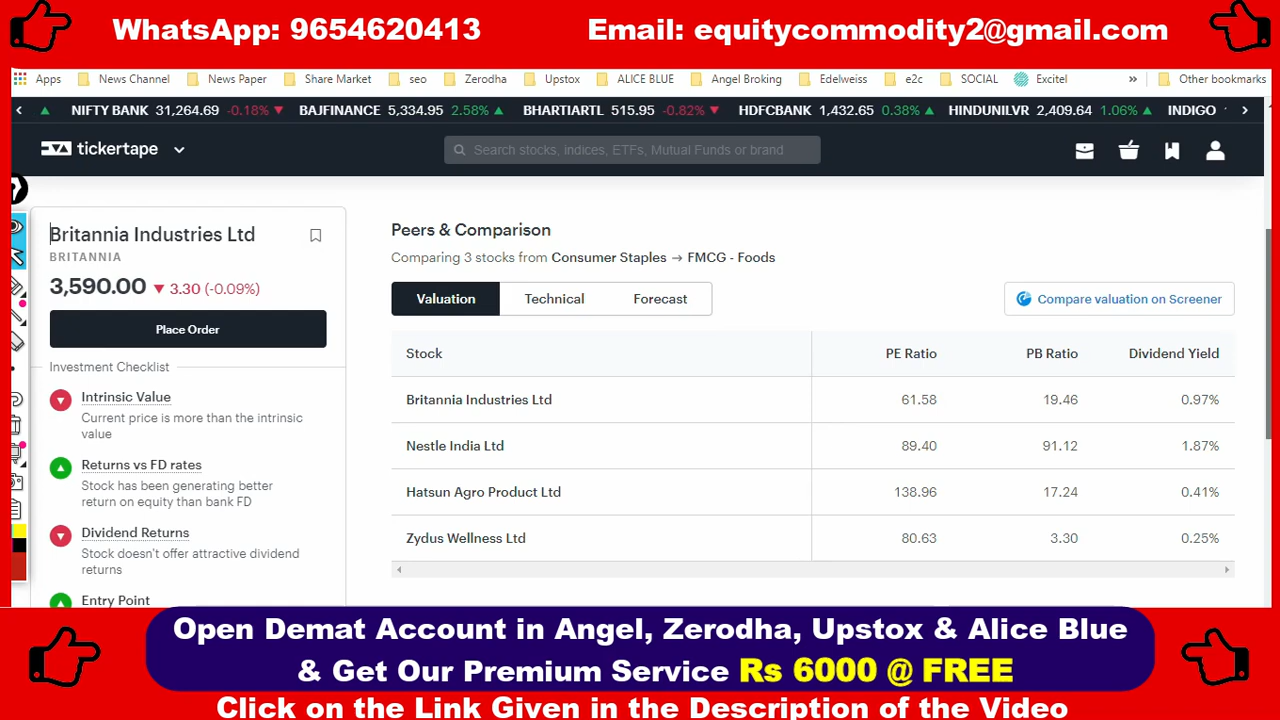 WhatsApp: 9654620413 Email: equitycommodity2@gmail.com
Apps News Channel News Paper Share Market seo Zerodha Upstox ALICE BLUE Angel Broking Edelweiss e2c SOCIAL Excitel » Other bookmarks
NIFTY BANK 31,264.69 -0.18% BAJFINANCE 5,334.95 2.58% BHARTIARTL 515.95 -0.82% HDFCBANK 1,432.65 0.38% HINDUNILVR 2,409.64 1.06% INDIGO
tickertape Search stocks, indices, ETFs, Mutual Funds or brand
Britannia Industries Ltd
BRITANNIA
3,590.00 3.30 (-0.09%)
Place Order
Investment Checklist
Intrinsic Value
Current price is more than the intrinsic
value
Returns vs FD rates
Stock has been generating better
return on equity than bank FD
Dividend Returns
Stock doesn't offer attractive dividend
returns
Entry Point
Peers & Comparison
Comparing 3 stocks from Consumer Staples → FMCG - Foods
Valuation Technical Forecast Compare valuation on Screener
Stock PE Ratio PB Ratio Dividend Yield
Britannia Industries Ltd 61.58 19.46 0.97%
Nestle India Ltd 89.40 91.12 1.87%
Hatsun Agro Product Ltd 138.96 17.24 0.41%
Zydus Wellness Ltd 80.63 3.30 0.25%
Open Demat Account in Angel, Zerodha, Upstox & Alice Blue
& Get Our Premium Service Rs 6000 @ FREE
Click on the Link Given in the Description of the Video